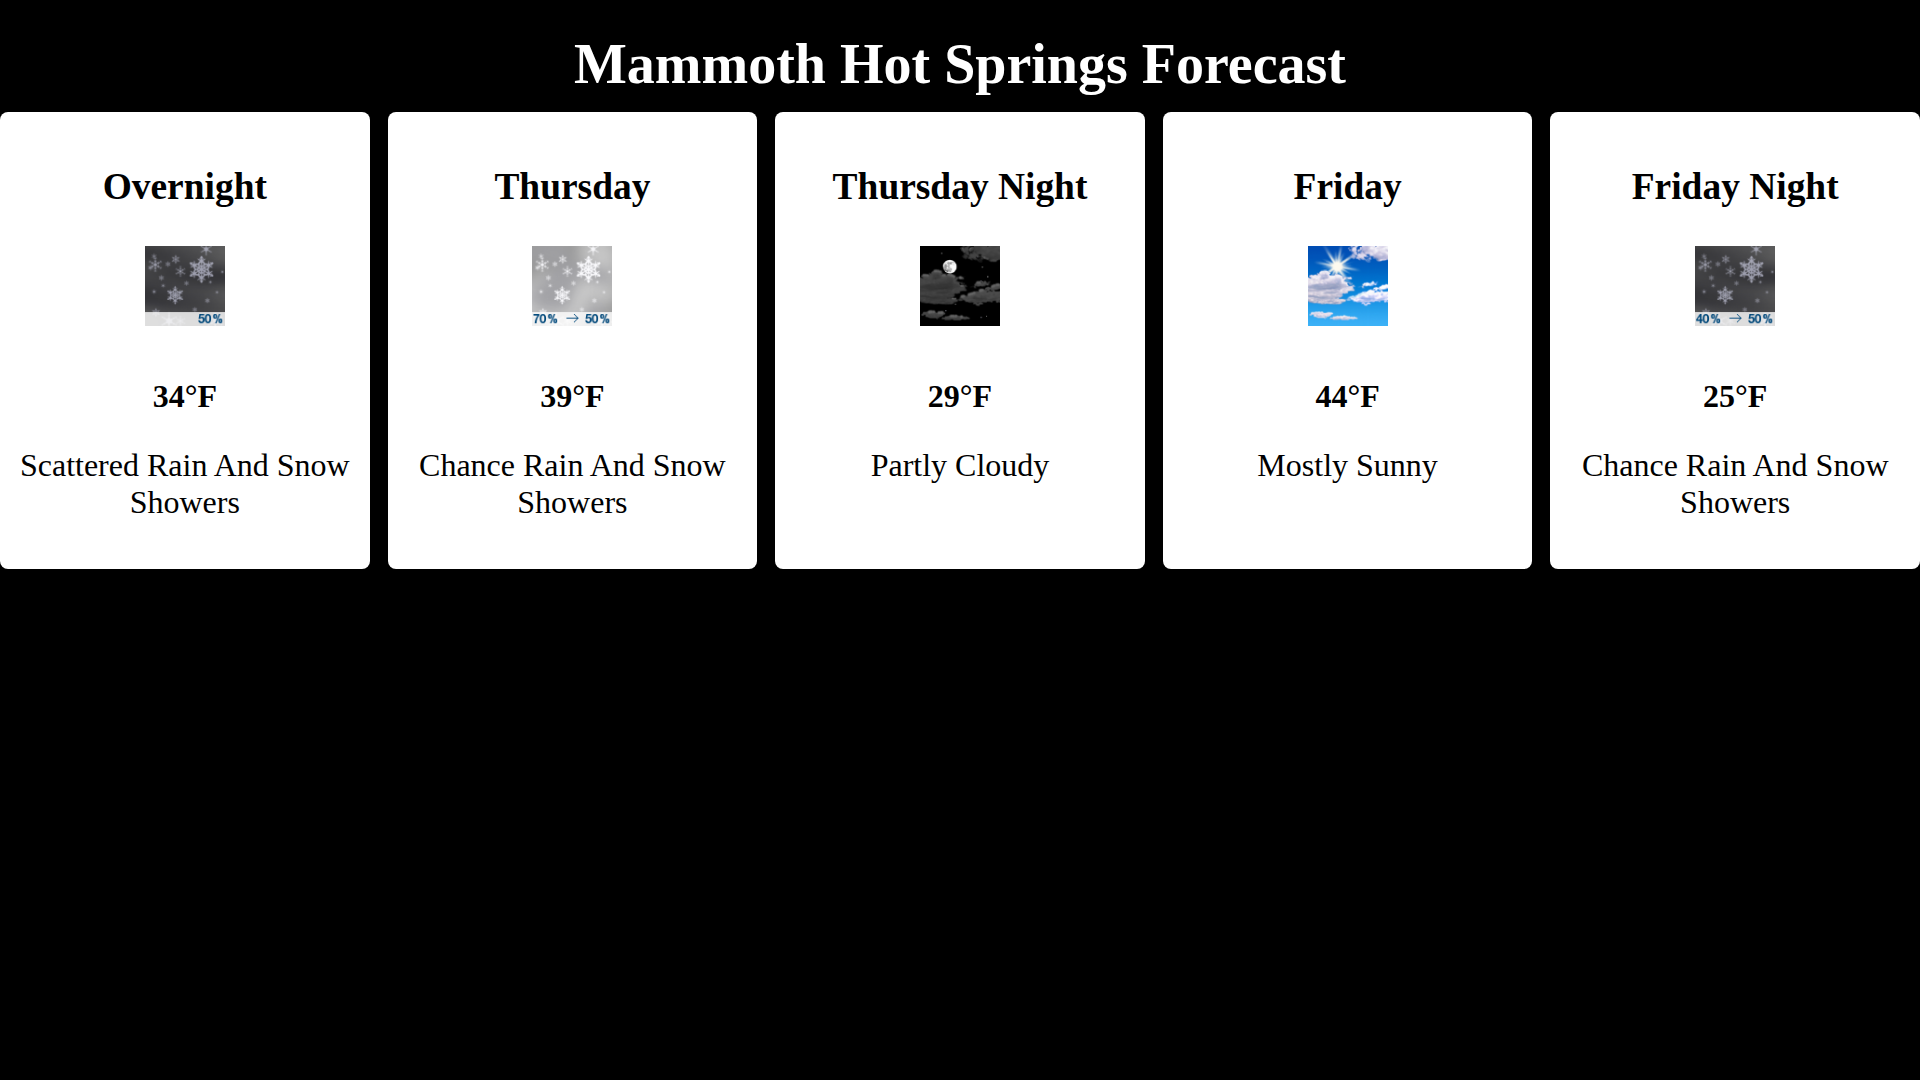 Mammoth Hot Springs Forecast
Overnight
50%
34°F
Scattered Rain And Snow
Showers
Thursday
70% → 50%
39°F
Chance Rain And Snow
Showers
Thursday Night
29°F
Partly Cloudy
Friday
44°F
Mostly Sunny
Friday Night
40% → 50%
25°F
Chance Rain And Snow
Showers